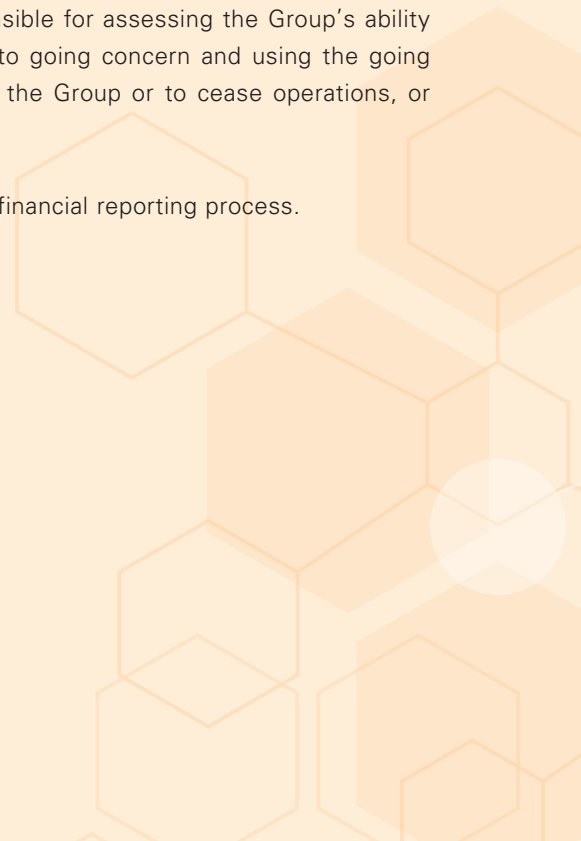 sible for assessing the Group's ability
to going concern and using the going
the Group or to cease operations, or
financial reporting process.